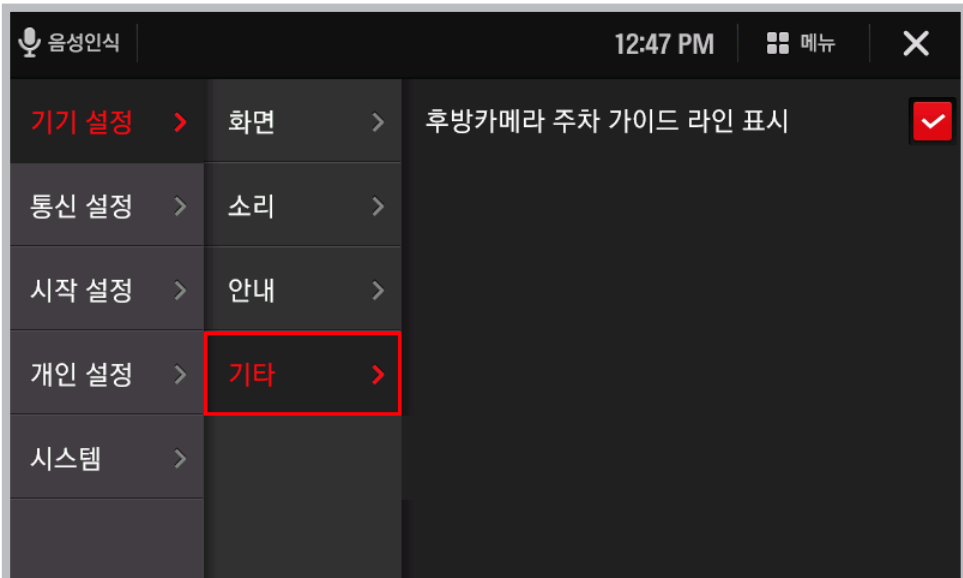 음성인식
12:47 PM
메뉴
기기 설정
통신 설정
시작 설정
개인 설정
시스템
화면
소리
안내
기타
후방카메라 주차 가이드 라인 표시